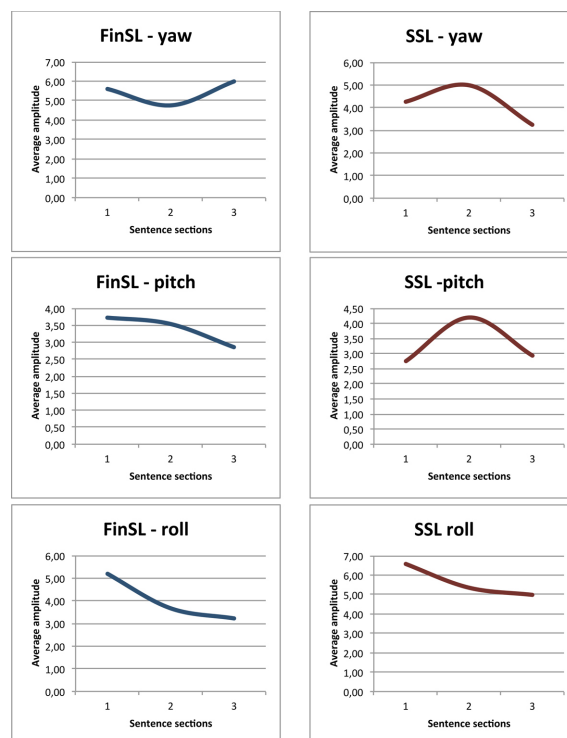 FinSL - yaw
Average amplitude
7,00
6,00
5,00
4,00
3,00
2,00
1,00
0,00
1 2 3
Sentence sections
SSL - yaw
Average amplitude
6,00
5,00
4,00
3,00
2,00
1,00
0,00
1 2 3
Sentence sections
FinSL - pitch
Average amplitude
4,00
3,50
3,00
2,50
2,00
1,50
1,00
0,50
0,00
1 2 3
Sentence sections
SSL -pitch
Average amplitude
4,50
4,00
3,50
3,00
2,50
2,00
1,50
1,00
0,50
0,00
1 2 3
Sentence sections
FinSL - roll
Average amplitude
6,00
5,00
4,00
3,00
2,00
1,00
0,00
1 2 3
Sentence sections
SSL roll
Average amplitude
7,00
6,00
5,00
4,00
3,00
2,00
1,00
0,00
1 2 3
Sentence sections